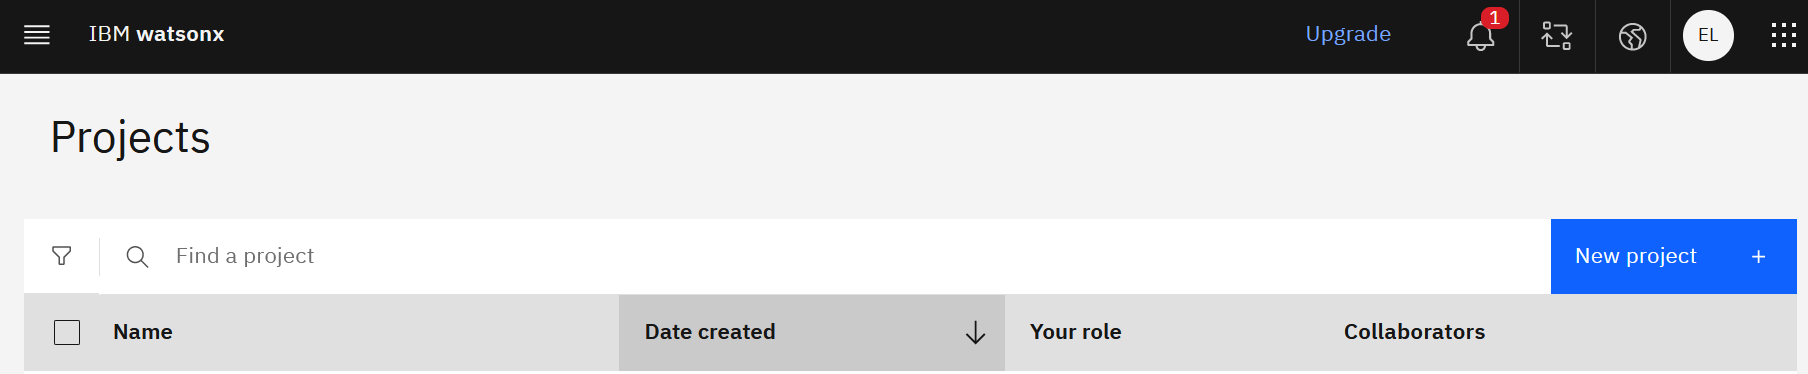 IBM watsonx Upgrade 1 EL
Projects
Find a project New project +
Name Date created Your role Collaborators